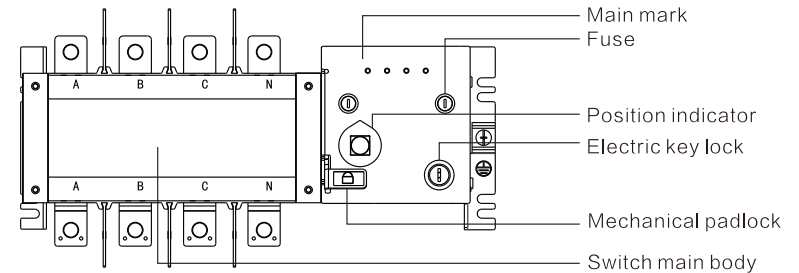 Main mark
Fuse
A B C N
Position indicator
Electric key lock
A B C N
Mechanical padlock
Switch main body